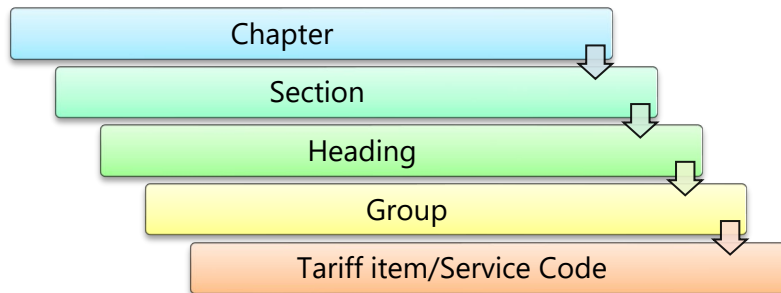 Chapter
Section
Heading
Group
Tariff item/Service Code